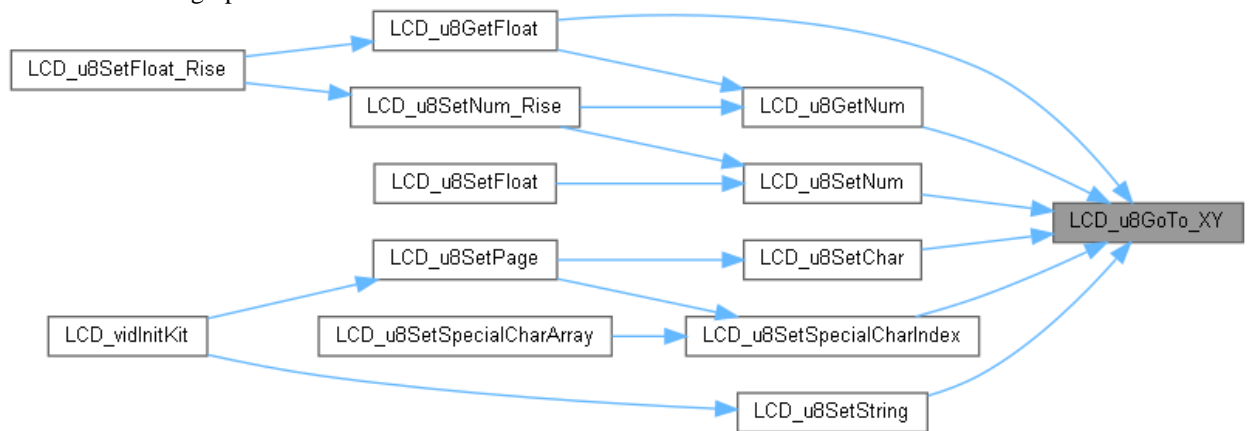 LCD_u8GetFloat
LCD_u8SetFloat_Rise
LCD_u8SetNum_Rise
LCD_u8GetNum
LCD_u8SetFloat
LCD_u8SetNum
LCD_u8GoTo_XY
LCD_u8SetPage
LCD_u8SetChar
LCD_vidInitKit
LCD_u8SetSpecialCharArray
LCD_u8SetSpecialCharIndex
LCD_u8SetString